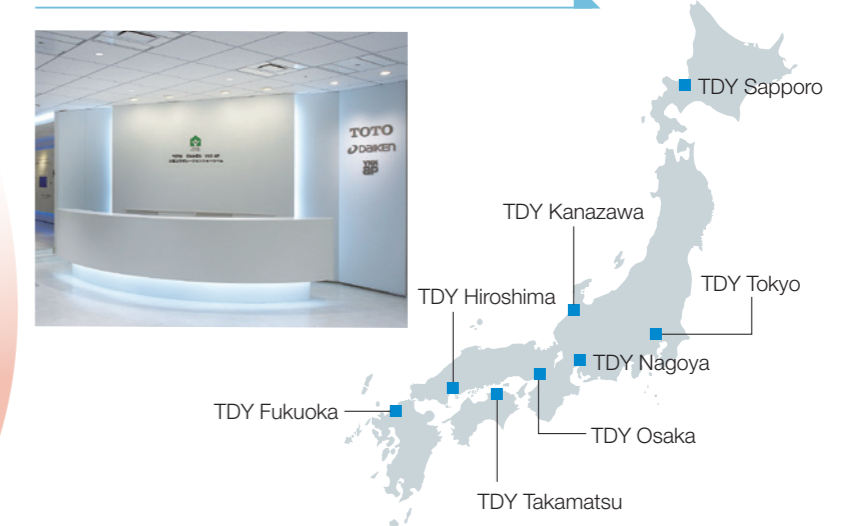 TOTO
DAIKEN
YKK
ap
TDY Sapporo
TDY Kanazawa
TDY Hiroshima
TDY Tokyo
TDY Nagoya
TDY Fukuoka
TDY Osaka
TDY Takamatsu